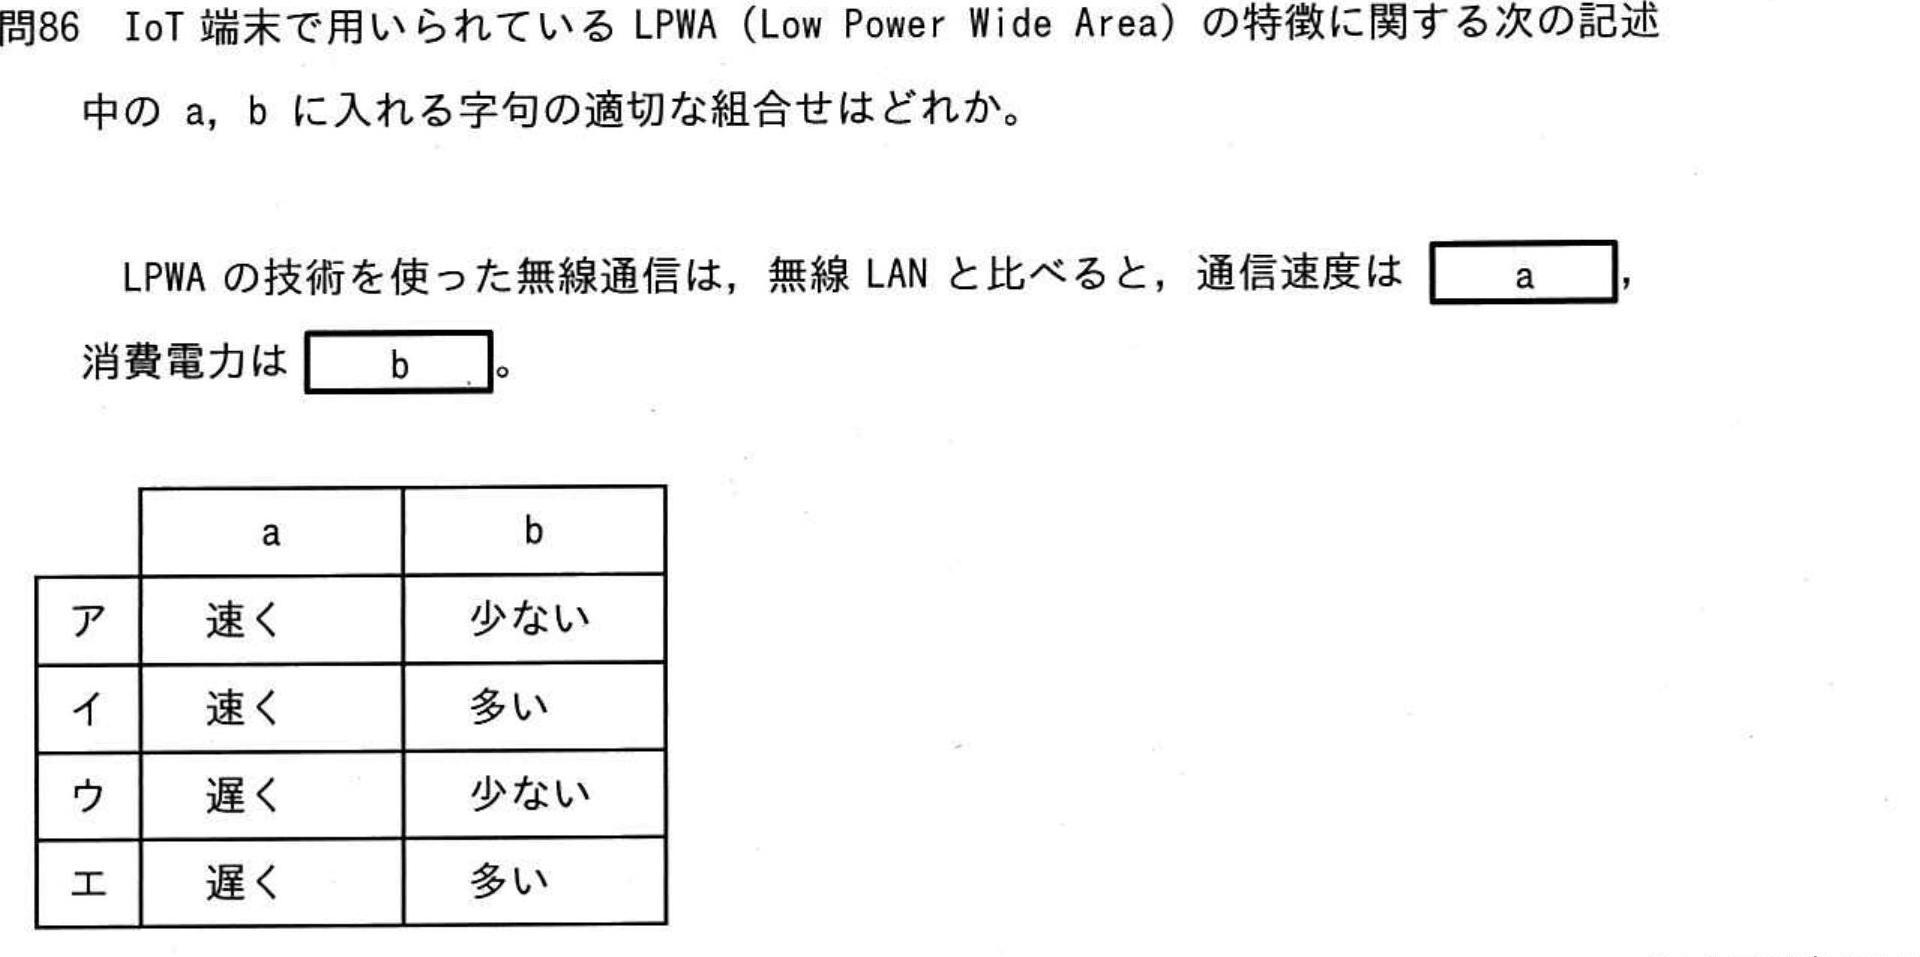 問86 IoT 端末で用いられている LPWA (Low Power Wide Area) の特徴に関する次の記述
中の a, b に入れる字句の適切な組合せはどれか。
LPWA の技術を使った無線通信は，無線 LAN と比べると，通信速度は a ，
消費電力は b 。
a b
ア 速く 少ない
イ 速く 多い
ウ 遅く 少ない
エ 遅く 多い